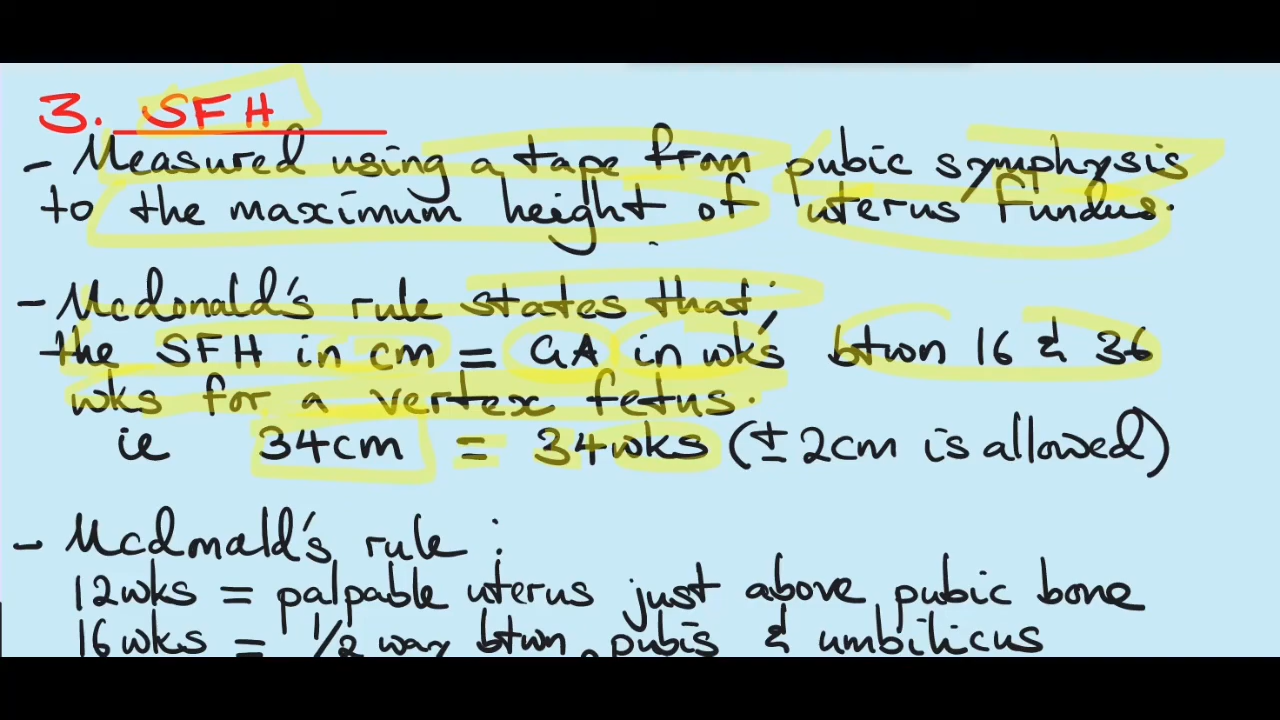 3. SFH
- Measured using a tape from pubic symphysis
to the maximum height of uterus fundus.
- Mcdonald's rule states that;
the SFH in cm = GA in wk's btwn 16 & 36
wks for a vertex fetus.
ie 34cm = 34wks (± 2cm is allowed)
- Mcdonald's rule :
12wks = palpable uterus just above pubic bone
16wks = 1/2 way btwn pubis & umbilicus